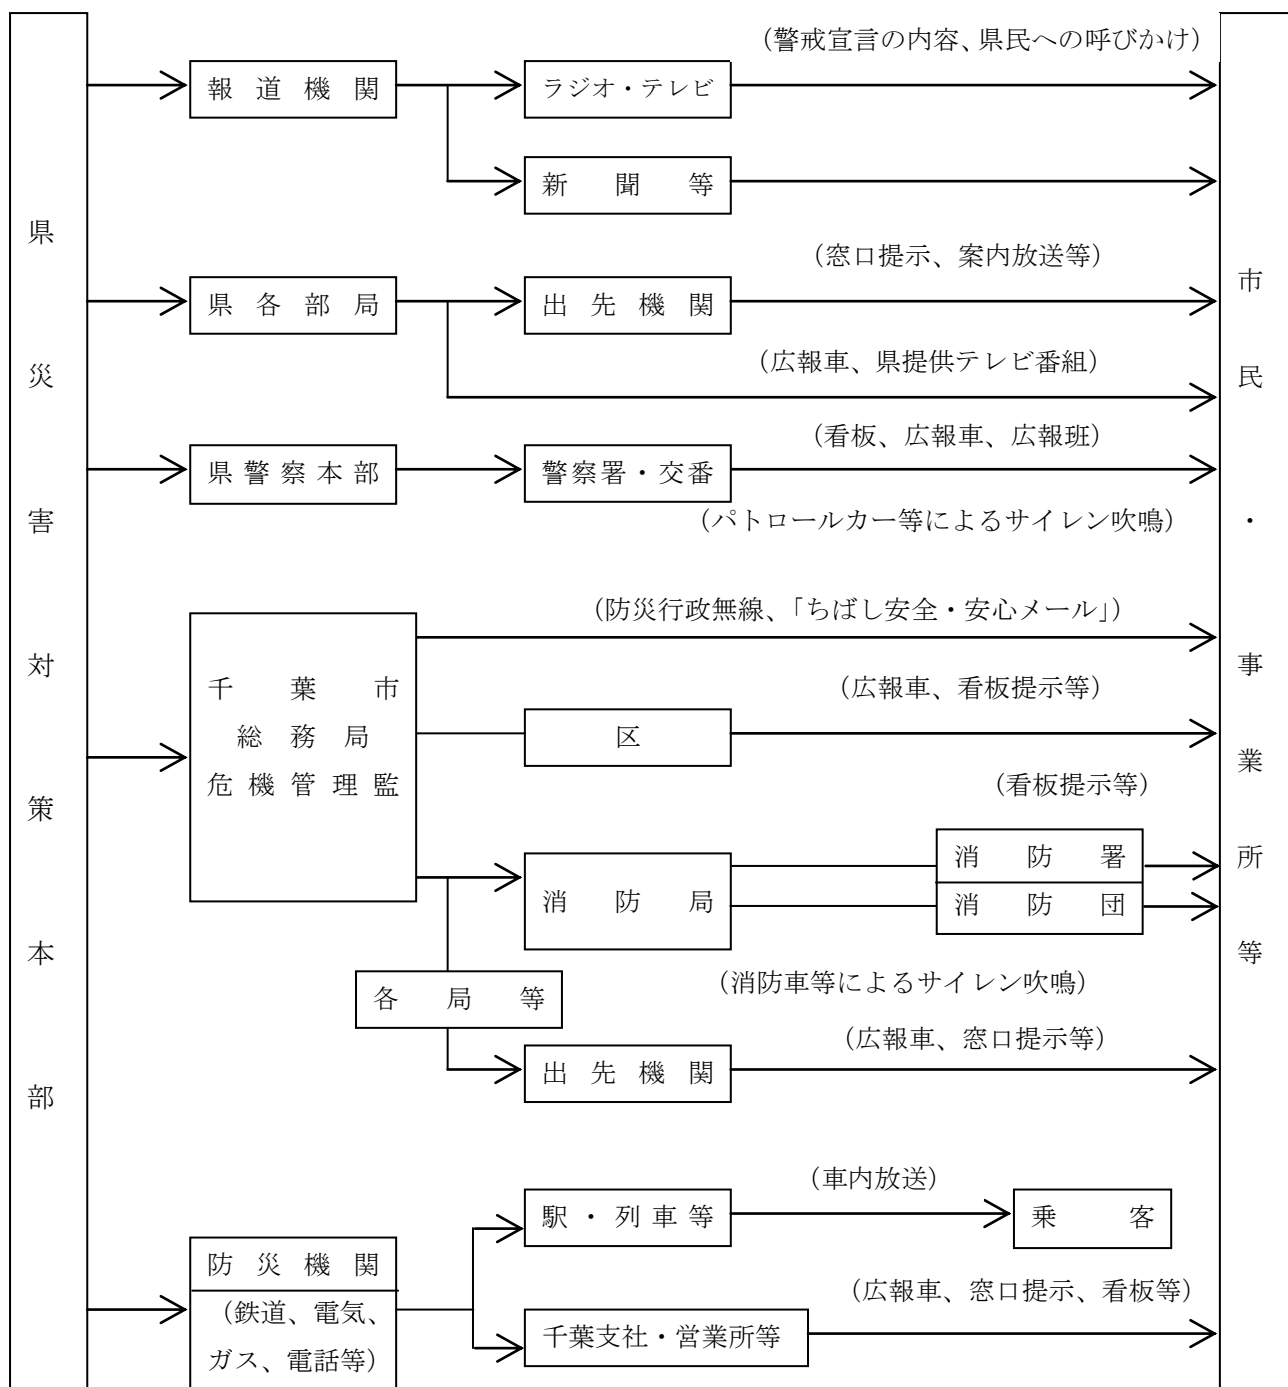 県災害対策本部
(警戒宣言の内容、県民への呼びかけ)
報道機関
ラジオ・テレビ
新聞等
(窓口提示、案内放送等)
県各部局
出先機関
(広報車、県提供テレビ番組)
(看板、広報車、広報班)
県警察本部
警察署・交番
(パトロールカー等によるサイレン吹鳴)
(防災行政無線、「ちばし安全・安心メール」)
千葉市
総務局
危機管理監
(広報車、看板提示等)
区
(看板提示等)
消防局
消防署
消防団
各局等
(消防車等によるサイレン吹鳴)
(広報車、窓口提示等)
出先機関
(車内放送)
駅・列車等
乗客
防災機関
(鉄道、電気、
ガス、電話等)
(広報車、窓口提示、看板等)
千葉支社・営業所等
市民・事業所等